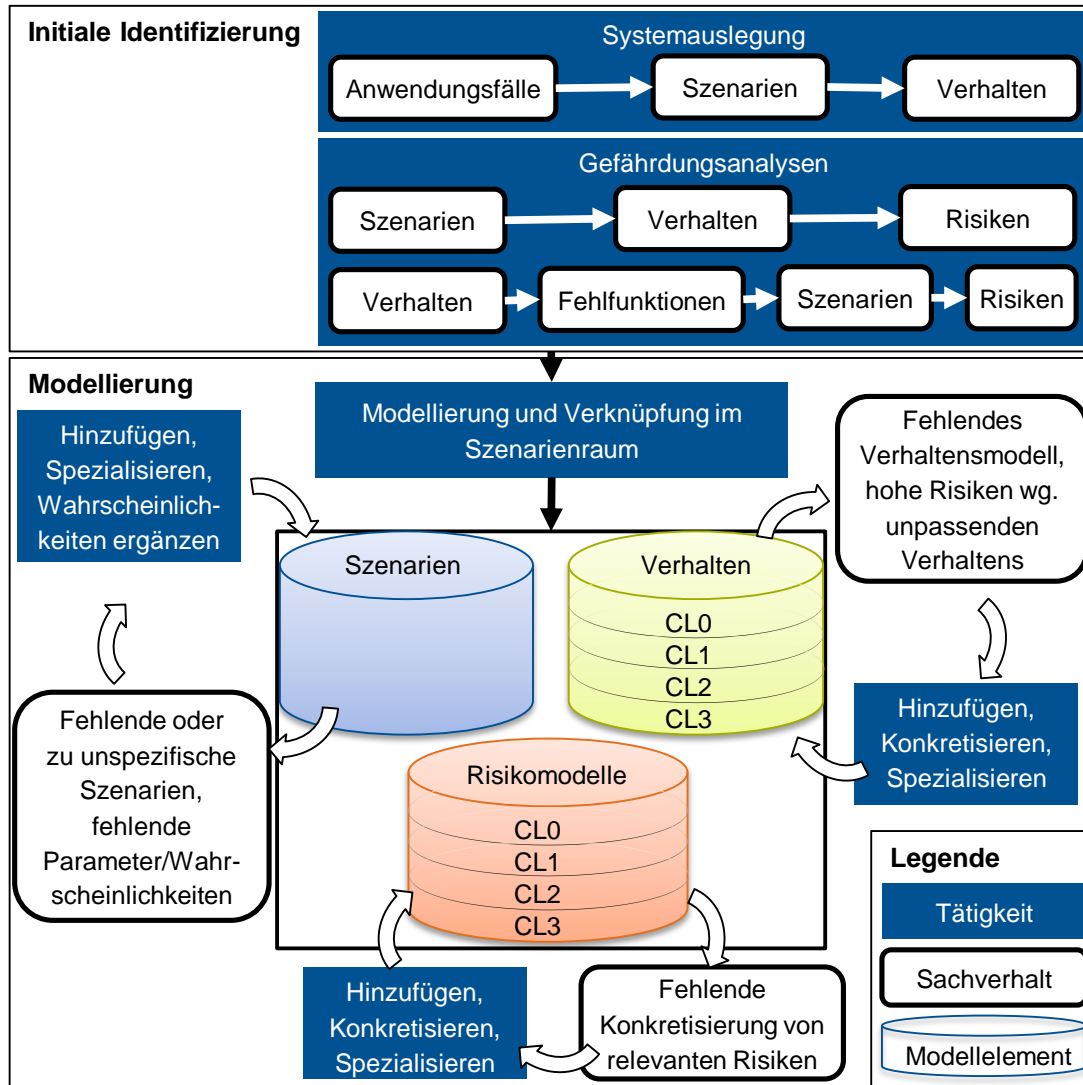 Initiale Identifizierung
Systemauslegung
Anwendungsfälle
Szenarien
Verhalten
Gefährdungsanalysen
Szenarien
Verhalten
Risiken
Verhalten
Fehlfunktionen
Szenarien
Risiken
Modellierung
Modellierung und Verknüpfung im
Szenarienraum
Hinzufügen,
Spezialisieren,
Wahrscheinlich-
keiten ergänzen
Fehlendes
Verhaltensmodell,
hohe Risiken wg.
unpassenden
Verhaltens
Szenarien
Verhalten
CL0
CL1
CL2
CL3
Fehlende oder
zu unspezifische
Szenarien,
fehlende
Parameter/Wahr-
scheinlichkeiten
Hinzufügen,
Konkretisieren,
Spezialisieren
Risikomodelle
CL0
CL1
CL2
CL3
Hinzufügen,
Konkretisieren,
Spezialisieren
Fehlende
Konkretisierung von
relevanten Risiken
Legende
Tätigkeit
Sachverhalt
Modellelement